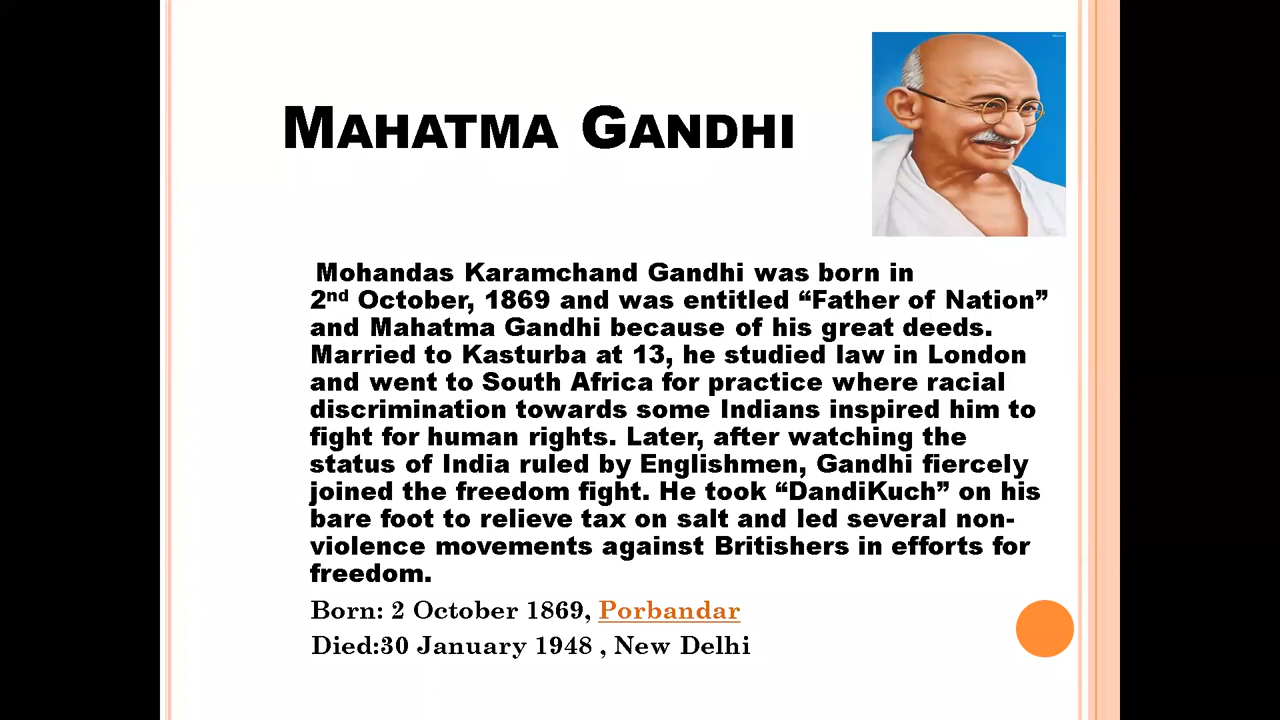 MAHATMA GANDHI
Mohandas Karamchand Gandhi was born in
2nd October, 1869 and was entitled “Father of Nation”
and Mahatma Gandhi because of his great deeds.
Married to Kasturba at 13, he studied law in London
and went to South Africa for practice where racial
discrimination towards some Indians inspired him to
fight for human rights. Later, after watching the
status of India ruled by Englishmen, Gandhi fiercely
joined the freedom fight. He took “DandiKuch” on his
bare foot to relieve tax on salt and led several non-
violence movements against Britishers in efforts for
freedom.
Born: 2 October 1869, Porbandar
Died:30 January 1948 , New Delhi